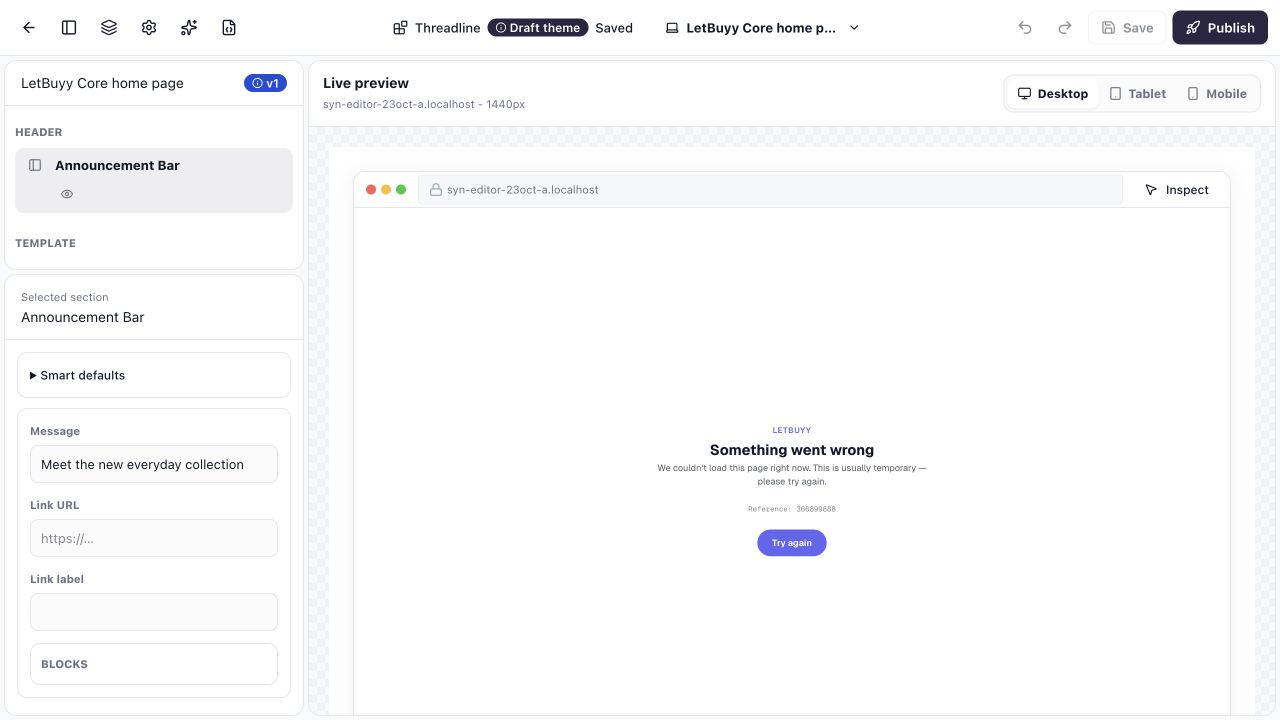 Threadline
Draft theme
Saved
LetBuyy Core home p...
Save
Publish
LetBuyy Core home page
v1
HEADER
Announcement Bar
TEMPLATE
Selected section
Announcement Bar
Smart defaults
Message
Meet the new everyday collection
Link URL
https://...
Link label
BLOCKS
Live preview
syn-editor-23oct-a.localhost - 1440px
Desktop
Tablet
Mobile
syn-editor-23oct-a.localhost
Inspect
LETBUYY
Something went wrong
We couldn't load this page right now. This is usually temporary —
please try again.
Reference: 366899888
Try again